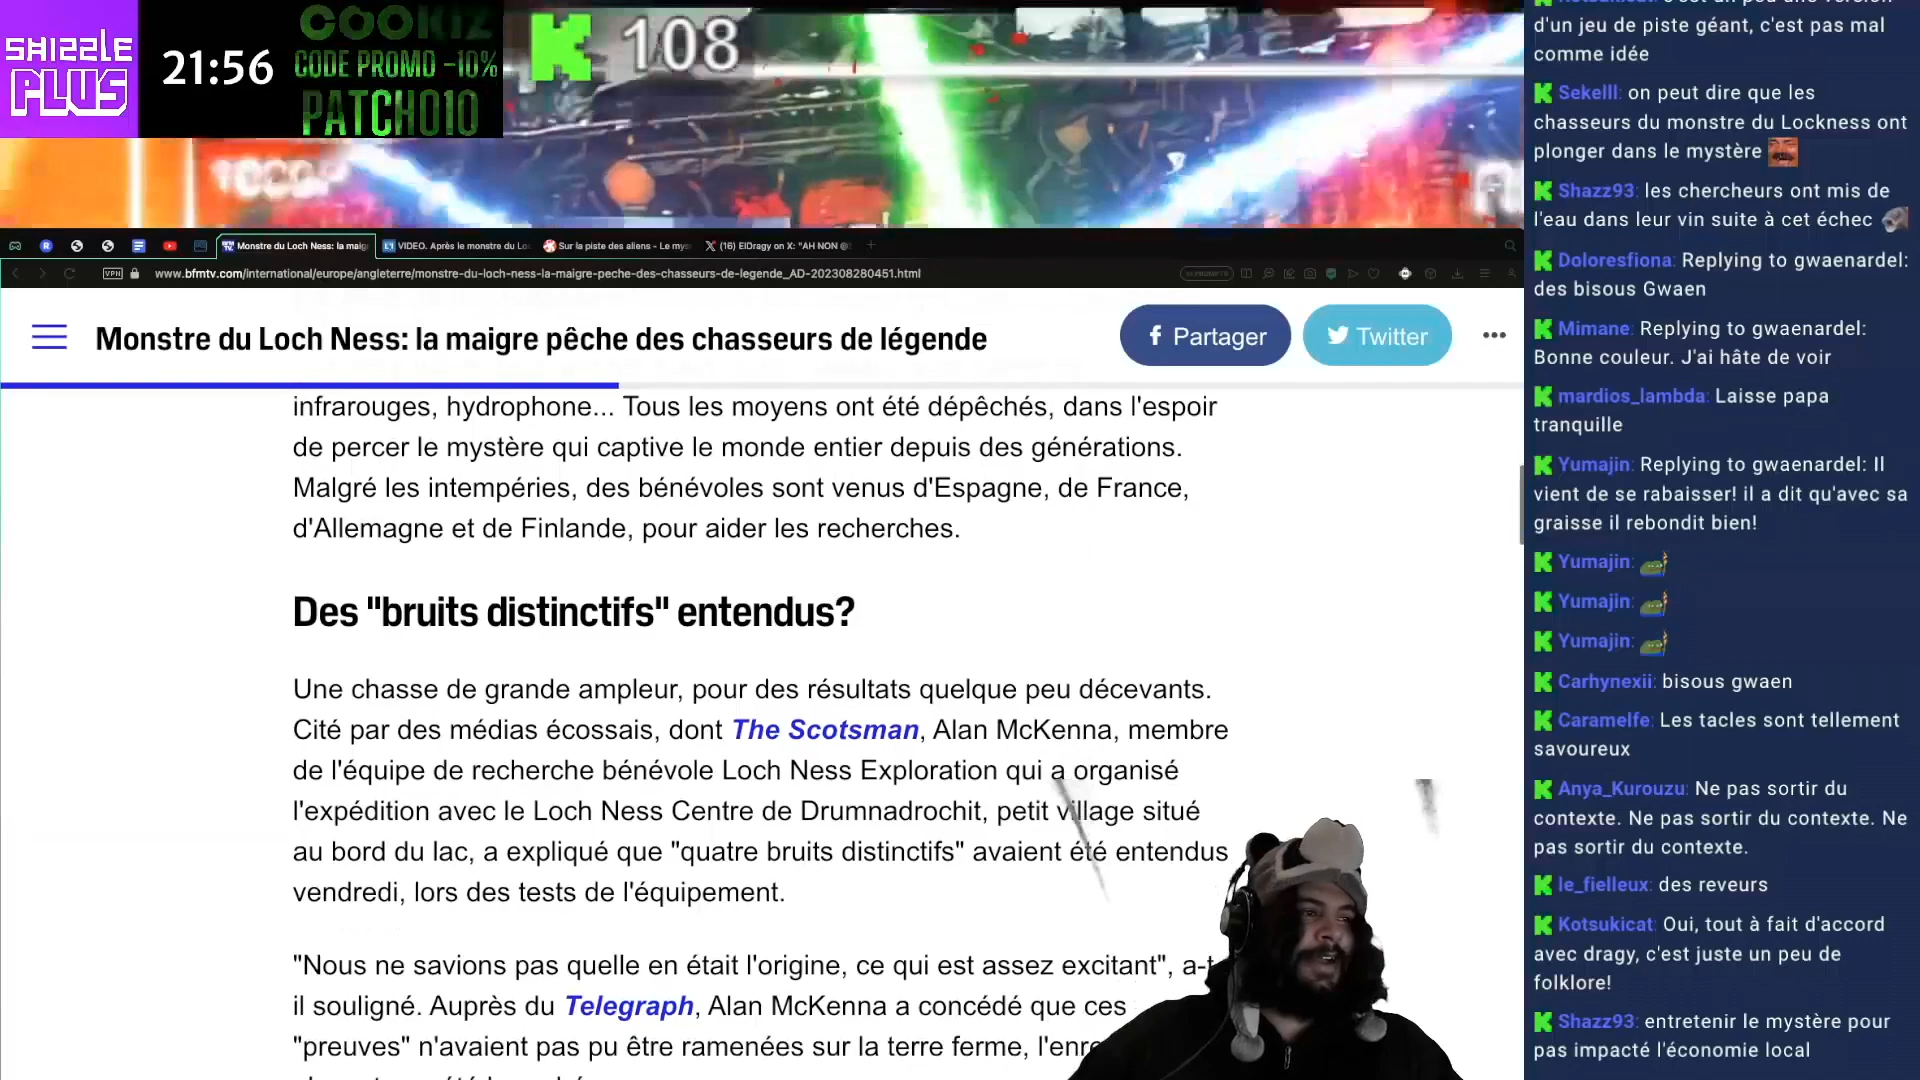 SHIZZLE
PLUS
21:56
COOKIZ
CODE PROMO -10%
PATCHO10
108
Monstre du Loch Ness: la maig
VIDEO. Après le monstre du Lo
Sur la piste des aliens - Le mys
(16) ElDragy on X: "AH NON @
VPN
www.bfmtv.com/international/europe/angleterre/monstre-du-loch-ness-la-maigre-peche-des-chasseurs-de-legende_AD-202308280451.html
Monstre du Loch Ness: la maigre pêche des chasseurs de légende
Partager
Twitter
infrarouges, hydrophone... Tous les moyens ont été dépêchés, dans l'espoir
de percer le mystère qui captive le monde entier depuis des générations.
Malgré les intempéries, des bénévoles sont venus d'Espagne, de France,
d'Allemagne et de Finlande, pour aider les recherches.
Des "bruits distinctifs" entendus?
Une chasse de grande ampleur, pour des résultats quelque peu décevants.
Cité par des médias écossais, dont The Scotsman, Alan McKenna, membre
de l'équipe de recherche bénévole Loch Ness Exploration qui a organisé
l'expédition avec le Loch Ness Centre de Drumnadrochit, petit village situé
au bord du lac, a expliqué que "quatre bruits distinctifs" avaient été entendus
vendredi, lors des tests de l'équipement.
"Nous ne savions pas quelle en était l'origine, ce qui est assez excitant", a-t-
il souligné. Auprès du Telegraph, Alan McKenna a concédé que ces
"preuves" n'avaient pas pu être ramenées sur la terre ferme, l'enre
d'un jeu de piste géant, c'est pas mal
comme idée
Sekelll: on peut dire que les
chasseurs du monstre du Lockness ont
plonger dans le mystère
Shazz93: les chercheurs ont mis de
l'eau dans leur vin suite à cet échec
Doloresfiona: Replying to gwaenardel:
des bisous Gwaen
Mimane: Replying to gwaenardel:
Bonne couleur. J'ai hâte de voir
mardios_lambda: Laisse papa
tranquille
Yumajin: Replying to gwaenardel: Il
vient de se rabaisser! il a dit qu'avec sa
graisse il rebondit bien!
Yumajin:
Yumajin:
Yumajin:
Carhynexii: bisous gwaen
Caramelfe: Les tacles sont tellement
savoureux
Anya_Kurouzu: Ne pas sortir du
contexte. Ne pas sortir du contexte. Ne
pas sortir du contexte.
le_fielleux: des reveurs
Kotsukicat: Oui, tout à fait d'accord
avec dragy, c'est juste un peu de
folklore!
Shazz93: entretenir le mystère pour
pas impacté l'économie local